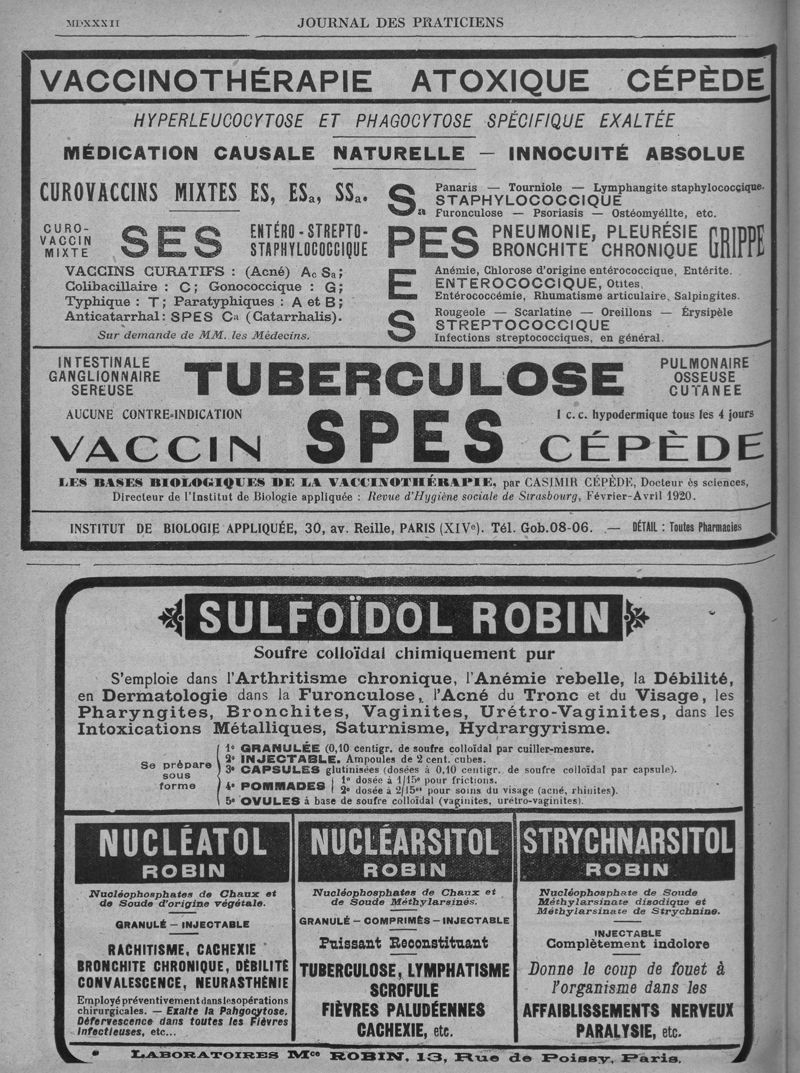 MDXXXII
JOURNAL DES PRATICIENS
VACCINOTHÉRAPIE ATOXIQUE CÉPÈDE
HYPERLEUCOCYTOSE ET PHAGOCYTOSE SPÉCIFIQUE EXALTÉE
MÉDICATION CAUSALE NATURELLE — INNOCUITÉ ABSOLUE
CUROVACCINS MIXTES ES, ESa, SSa.
CURO-
VACCIN
MIXTE
SES
ENTÉRO-STREPTO-
STAPHYLOCOCCIQUE
VACCINS CURATIFS : (Acné) Ac Sa;
Colibacillaire : C; Gonococcique : G;
Typhique : T; Paratyphiques : A et B;
Anticatarrhal : SPES Ca (Catarrhalis).
Sur demande de MM. les Médecins.
Sa
Panaris — Tourniole — Lymphangite staphylococcique.
STAPHYLOCOCCIQUE
Furonculose — Psoriasis — Ostéomyélite, etc.
PES
PNEUMONIE, PLEURÉSIE
BRONCHITE CHRONIQUE
GRIPPE
E
Anémie, Chlorose d'origine entérococcique, Entérite.
ENTEROCOCCIQUE, Otites,
Entérococcémie, Rhumatisme articulaire, Salpingites.
S
Rougeole — Scarlatine — Oreillons — Érysipèle
STREPTOCOCCIQUE
Infections streptococciques, en général.
INTESTINALE
GANGLIONNAIRE
SEREUSE
TUBERCULOSE
PULMONAIRE
OSSEUSE
CUTANEE
AUCUNE CONTRE-INDICATION
1 c. c. hypodermique tous les 4 jours
VACCIN SPES CÉPÈDE
LES BASES BIOLOGIQUES DE LA VACCINOTHÉRAPIE, par CASIMIR CÉPÈDE, Docteur ès sciences,
Directeur de l'Institut de Biologie appliquée : Revue d'Hygiène sociale de Strasbourg, Février-Avril 1920.
INSTITUT DE BIOLOGIE APPLIQUÉE, 30, av. Reille, PARIS (XIVe). Tél. Gob. 08-06. — DÉTAIL : Toutes Pharmacies
SULFOÏDOL ROBIN
Soufre colloïdal chimiquement pur
S'emploie dans l'Arthritisme chronique, l'Anémie rebelle, la Débilité,
en Dermatologie dans la Furonculose, l'Acné du Tronc et du Visage, les
Pharyngites, Bronchites, Vaginites, Urétro-Vaginites, dans les
Intoxications Métalliques, Saturnisme, Hydrargyrisme.
Se prépare
sous
forme
1° GRANULÉE (0,10 centigr. de soufre colloïdal par cuiller-mesure.
2° INJECTABLE. Ampoules de 2 cent. cubes.
3° CAPSULES glutinisées (dosées à 0,10 centigr. de soufre colloïdal par capsule).
4° POMMADES
1° dosée à 1/15e pour frictions.
2° dosée à 2/15es pour soins du visage (acné, rhinites).
5° OVULES à base de soufre colloïdal (vaginites, urétro-vaginites).
NUCLÉATOL
ROBIN
Nucléophosphates de Chaux et
de Soude d'origine végétale.
GRANULÉ — INJECTABLE
RACHITISME, CACHEXIE
BRONCHITE CHRONIQUE, DÉBILITÉ
CONVALESCENCE, NEURASTHÉNIE
Employé préventivement dans les opérations
chirurgicales. — Exalte la Pahgocytose.
Défervescence dans toutes les Fièvres
infectieuses, etc...
NUCLÉARSITOL
ROBIN
Nucléophosphates de Chaux et
de Soude Méthylarsinés.
GRANULÉ — COMPRIMÉS — INJECTABLE
Puissant Reconstituant
TUBERCULOSE, LYMPHATISME
SCROFULE
FIÈVRES PALUDÉENNES
CACHEXIE, etc.
STRYCHNARSITOL
ROBIN
Nucléophosphate de Soude
Méthylarsinate disodique et
Méthylarsinate de Strychnine.
INJECTABLE
Complètement indolore
Donne le coup de fouet à
l'organisme dans les
AFFAIBLISSEMENTS NERVEUX
PARALYSIE, etc.
LABORATOIRES Mce ROBIN, 13, Rue de Poissy, Paris.